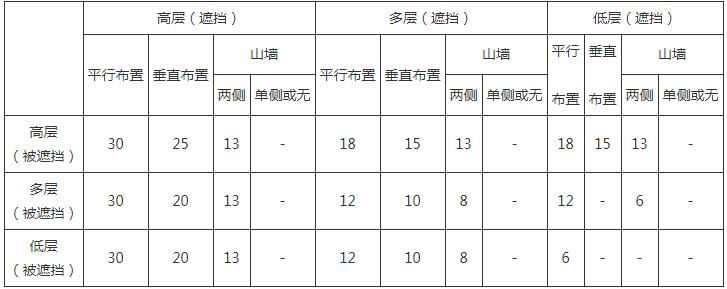 高层（遮挡） 多层（遮挡） 低层（遮挡）
平行布置 垂直布置 山墙 平行布置 垂直布置 山墙 平行布置 垂直布置 山墙
两侧 单侧或无 两侧 单侧或无 两侧 单侧或无
高层（被遮挡） 30 25 13 - 18 15 13 - 18 15 13 -
多层（被遮挡） 30 20 13 - 12 10 8 - 12 - 6 -
低层（被遮挡） 30 20 13 - 12 10 8 - 6 - - -